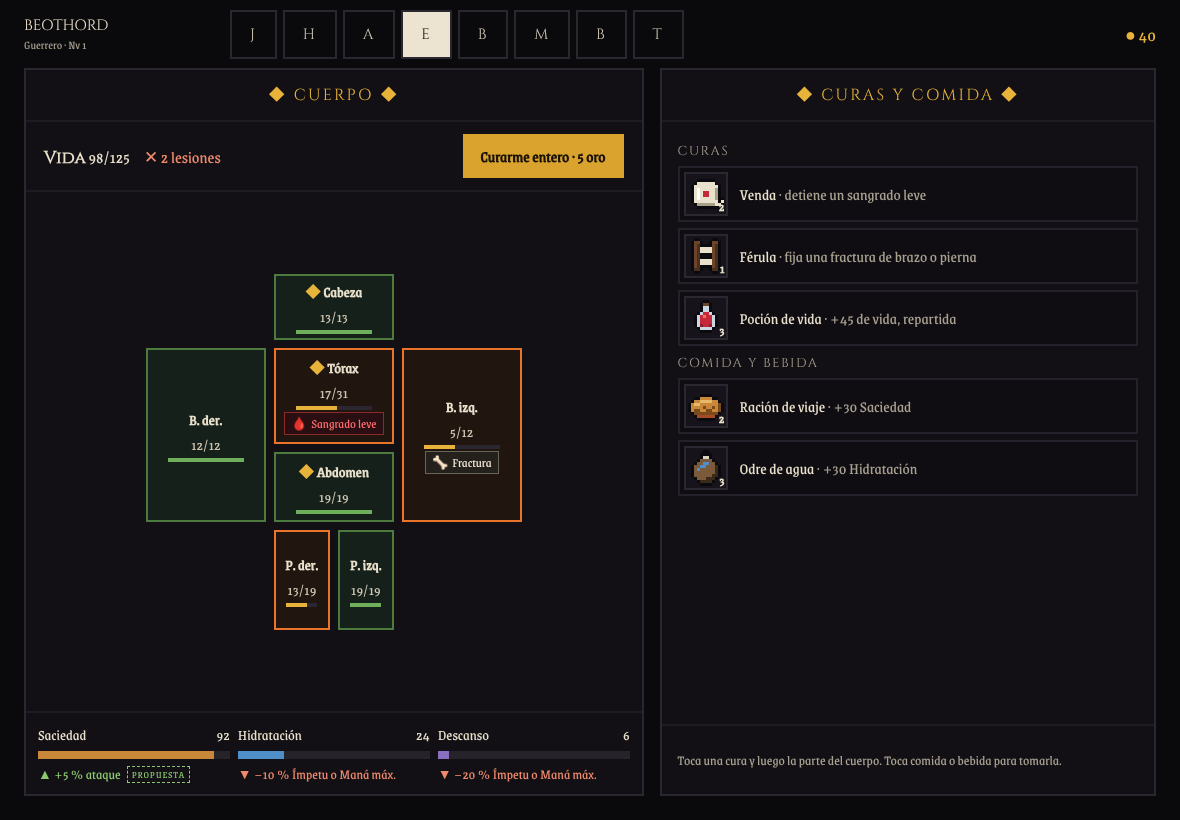 BEOTHORD
Guerrero · Nv 1
J H A E B M B T
40
CUERPO
VIDA 98/125 ✕ 2 lesiones
Curarme entero · 5 oro
Cabeza
13/13
B. der.
12/12
Tórax
17/31
Sangrado leve
B. izq.
5/12
Fractura
Abdomen
19/19
P. der.
13/19
P. izq.
19/19
Saciedad 92
▲ +5 % ataque PROPUESTA
Hidratación 24
▼ −10 % Ímpetu o Maná máx.
Descanso 6
▼ −20 % Ímpetu o Maná máx.
CURAS Y COMIDA
CURAS
2
Venda · detiene un sangrado leve
1
Férula · fija una fractura de brazo o pierna
3
Poción de vida · +45 de vida, repartida
COMIDA Y BEBIDA
2
Ración de viaje · +30 Saciedad
3
Odre de agua · +30 Hidratación
Toca una cura y luego la parte del cuerpo. Toca comida o bebida para tomarla.